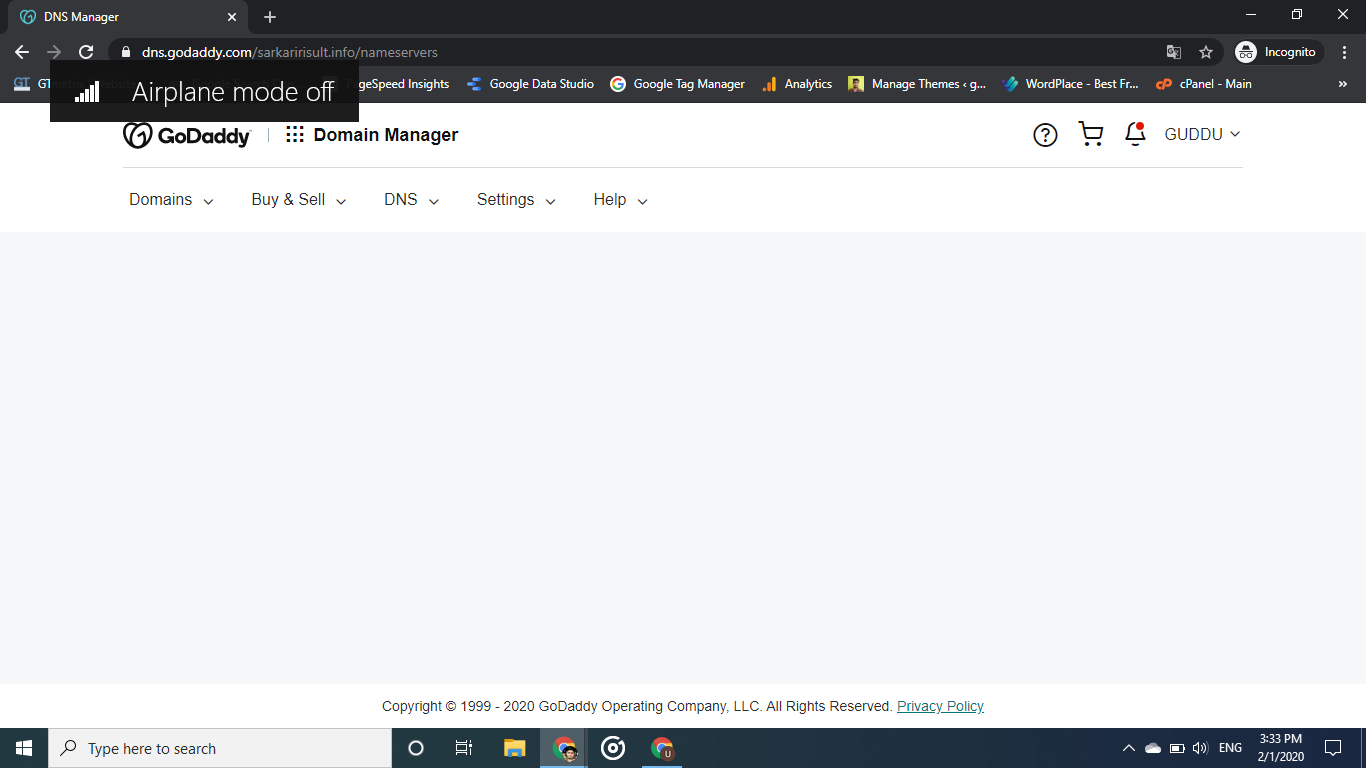 DNS Manager
dns.godaddy.com/sarkaririsult.info/nameservers
Incognito
GT
PageSpeed Insights
Google Data Studio
Google Tag Manager
Analytics
Manage Themes ‹ g...
WordPlace - Best Fr...
cPanel - Main
»
Airplane mode off
GoDaddy
Domain Manager
GUDDU
Domains
Buy & Sell
DNS
Settings
Help
Copyright © 1999 - 2020 GoDaddy Operating Company, LLC. All Rights Reserved. Privacy Policy
Type here to search
U
ENG
3:33 PM
2/1/2020